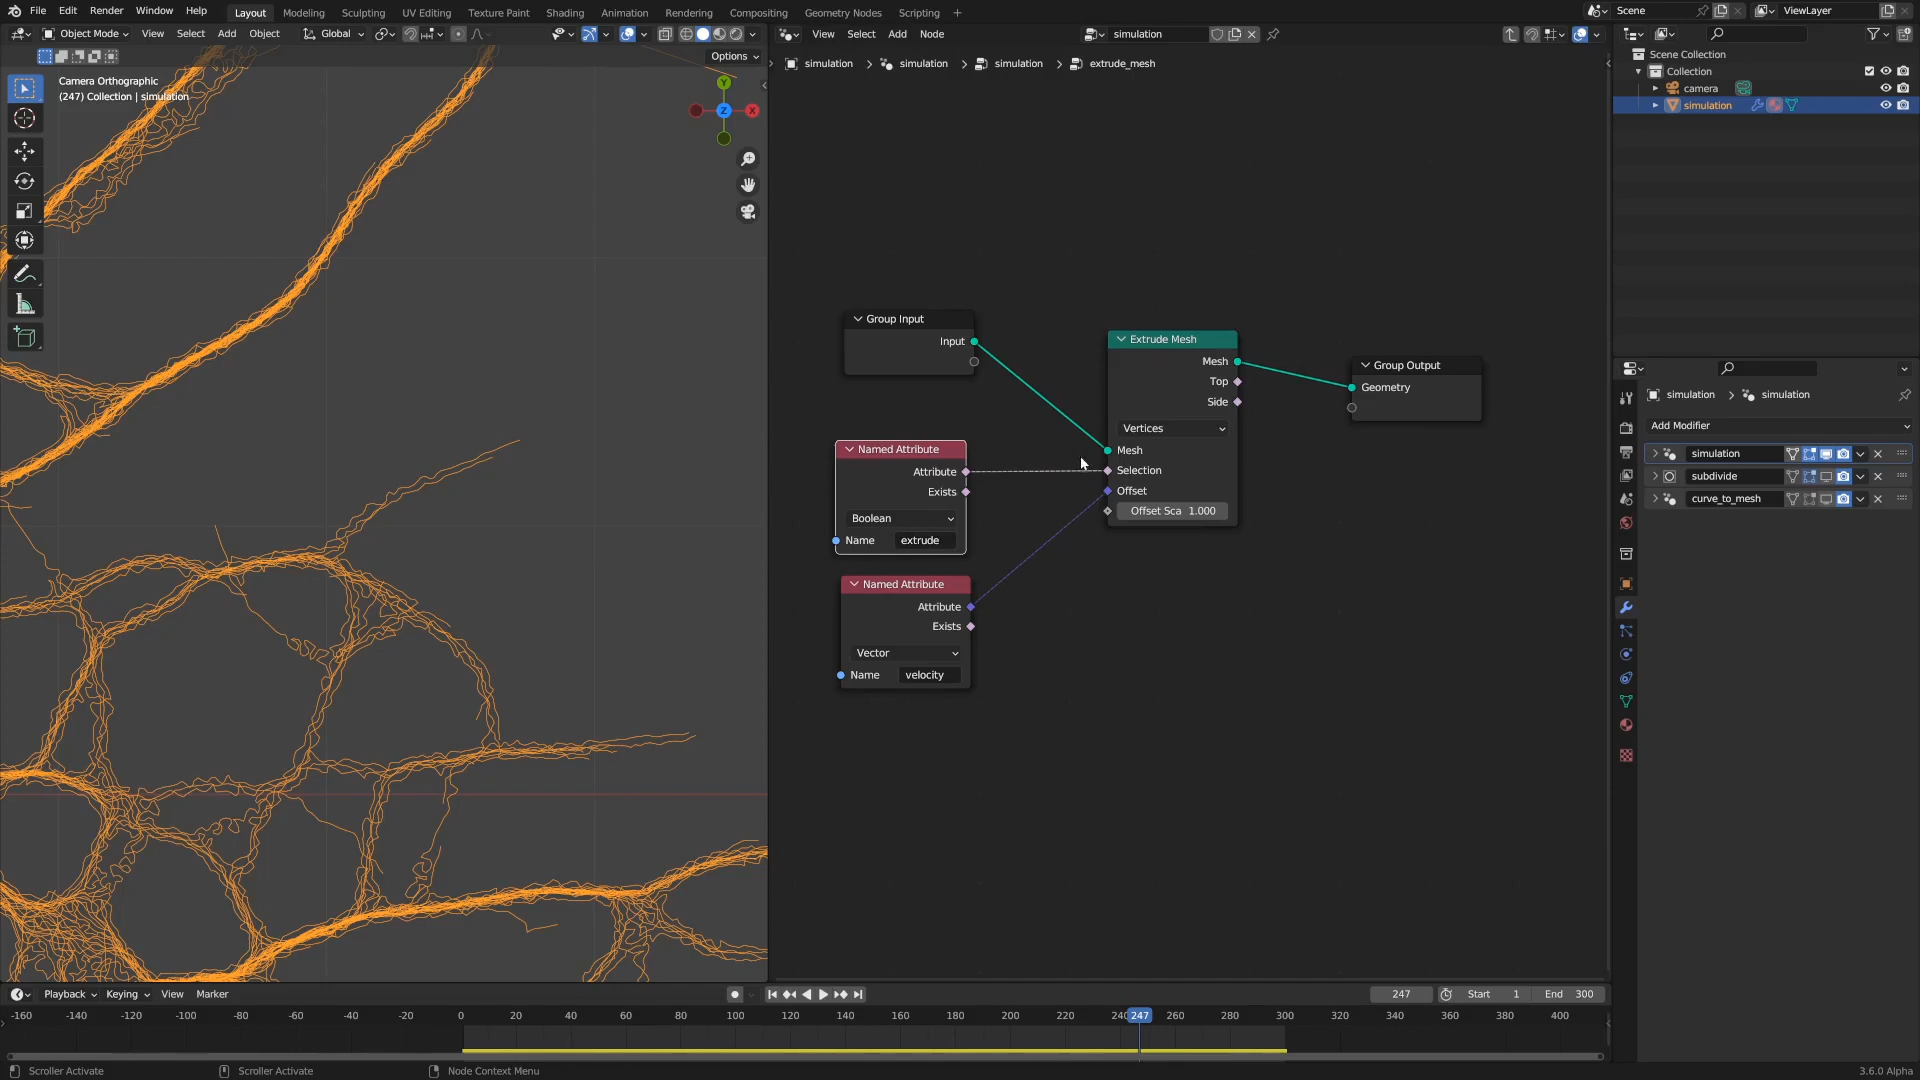 File Edit Render Window Help Layout Modeling Sculpting UV Editing Texture Paint Shading Animation Rendering Compositing Geometry Nodes Scripting + Scene ViewLayer
Object Mode View Select Add Object Global View Select Add Node simulation
Options
Camera Orthographic
(247) Collection | simulation
Y
Z
X
simulation > simulation > simulation > extrude_mesh
Group Input
Input
Named Attribute
Attribute
Exists
Boolean
Name extrude
Named Attribute
Attribute
Exists
Vector
Name velocity
Extrude Mesh
Mesh
Top
Side
Vertices
Mesh
Selection
Offset
Offset Sca 1.000
Group Output
Geometry
Scene Collection
Collection
camera
simulation
simulation > simulation
Add Modifier
simulation
subdivide
curve_to_mesh
Playback Keying View Marker 247 Start 1 End 300
-160 -140 -120 -100 -80 -60 -40 -20 0 20 40 60 80 100 120 140 160 180 200 220 240 247 260 280 300 320 340 360 380 400
Scroller Activate Scroller Activate Node Context Menu 3.6.0 Alpha